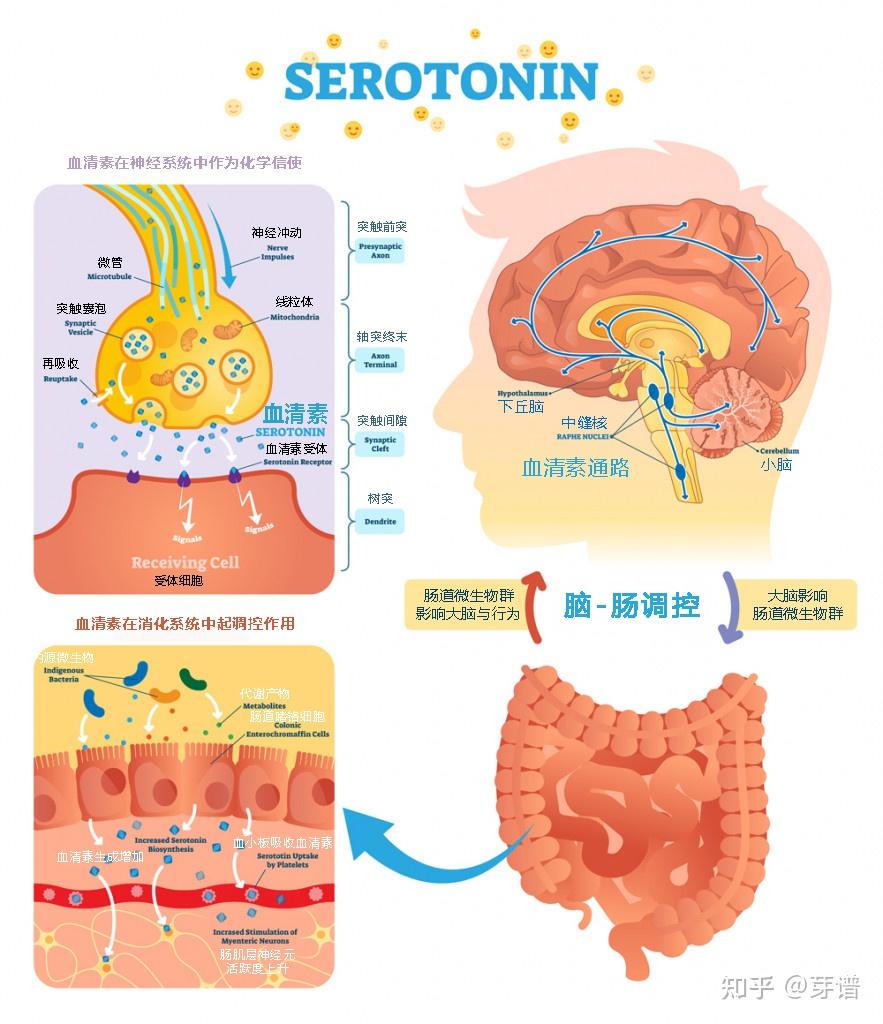 SEROTONIN
血清素在神经系统中作为化学信使
神经冲动
Nerve
Impulses
微管
Microtubule
突触囊泡
Synaptic
Vesicle
线粒体
Mitochondria
再吸收
Reuptake
血清素
SEROTONIN
血清素受体
Serotonin Receptor
Signals
Signals
Receiving Cell
受体细胞
突触前突
Presynaptic
Axon
轴突终末
Axon
Terminal
突触间隙
Synaptic
Cleft
树突
Dendrite
Hypothalamus
下丘脑
中缝核
RAPHE NUCLEI
血清素通路
Cerebellum
小脑
肠道微生物群
影响大脑与行为
脑-肠调控
大脑影响
肠道微生物群
血清素在消化系统中起调控作用
源微生物
Indigenous
Bacteria
代谢产物
Metabolites
肠道嗜铬细胞
Colonic
Enterochromaffin Cells
Increased Serotonin
Biosynthesis
血清素生成增加
血小板吸收血清素
Serototin Uptake
by Platelets
Incrased Stimulation of
Myenteric Neurons
肠肌层神经元
活跃度上升
知乎 @芽谱